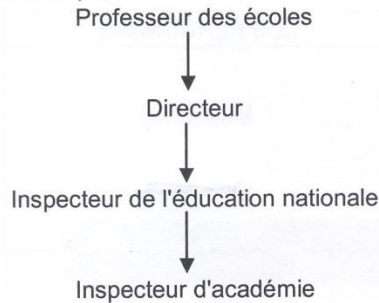 Professeur des écoles
Directeur
Inspecteur de l'éducation nationale
Inspecteur d'académie